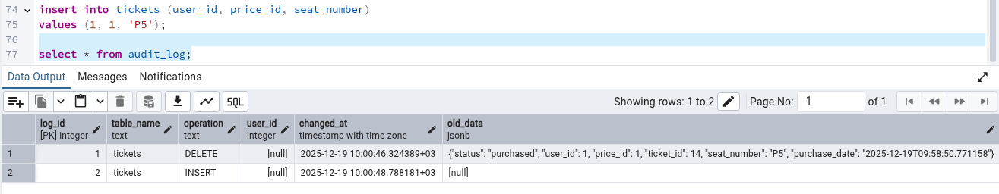 74 insert into tickets (user_id, price_id, seat_number)
75 values (1, 1, 'P5');
76
77 select * from audit_log;
Data Output Messages Notifications
SQL Showing rows: 1 to 2 Page No: 1 of 1
log_id table_name operation user_id changed_at old_data
[PK] integer text text integer timestamp with time zone jsonb
1 1 tickets DELETE [null] 2025-12-19 10:00:46.324389+03 {"status": "purchased", "user_id": 1, "price_id": 1, "ticket_id": 14, "seat_number": "P5", "purchase_date": "2025-12-19T09:58:50.771158"}
2 2 tickets INSERT [null] 2025-12-19 10:00:48.788181+03 [null]